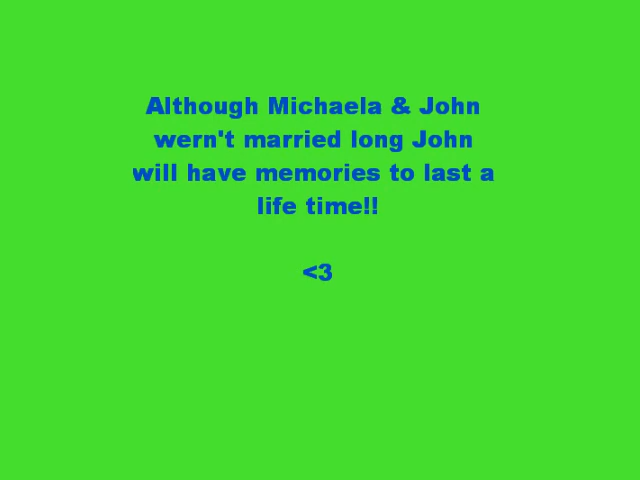 Although Michaela & John
wern't married long John
will have memories to last a
life time!!
<3